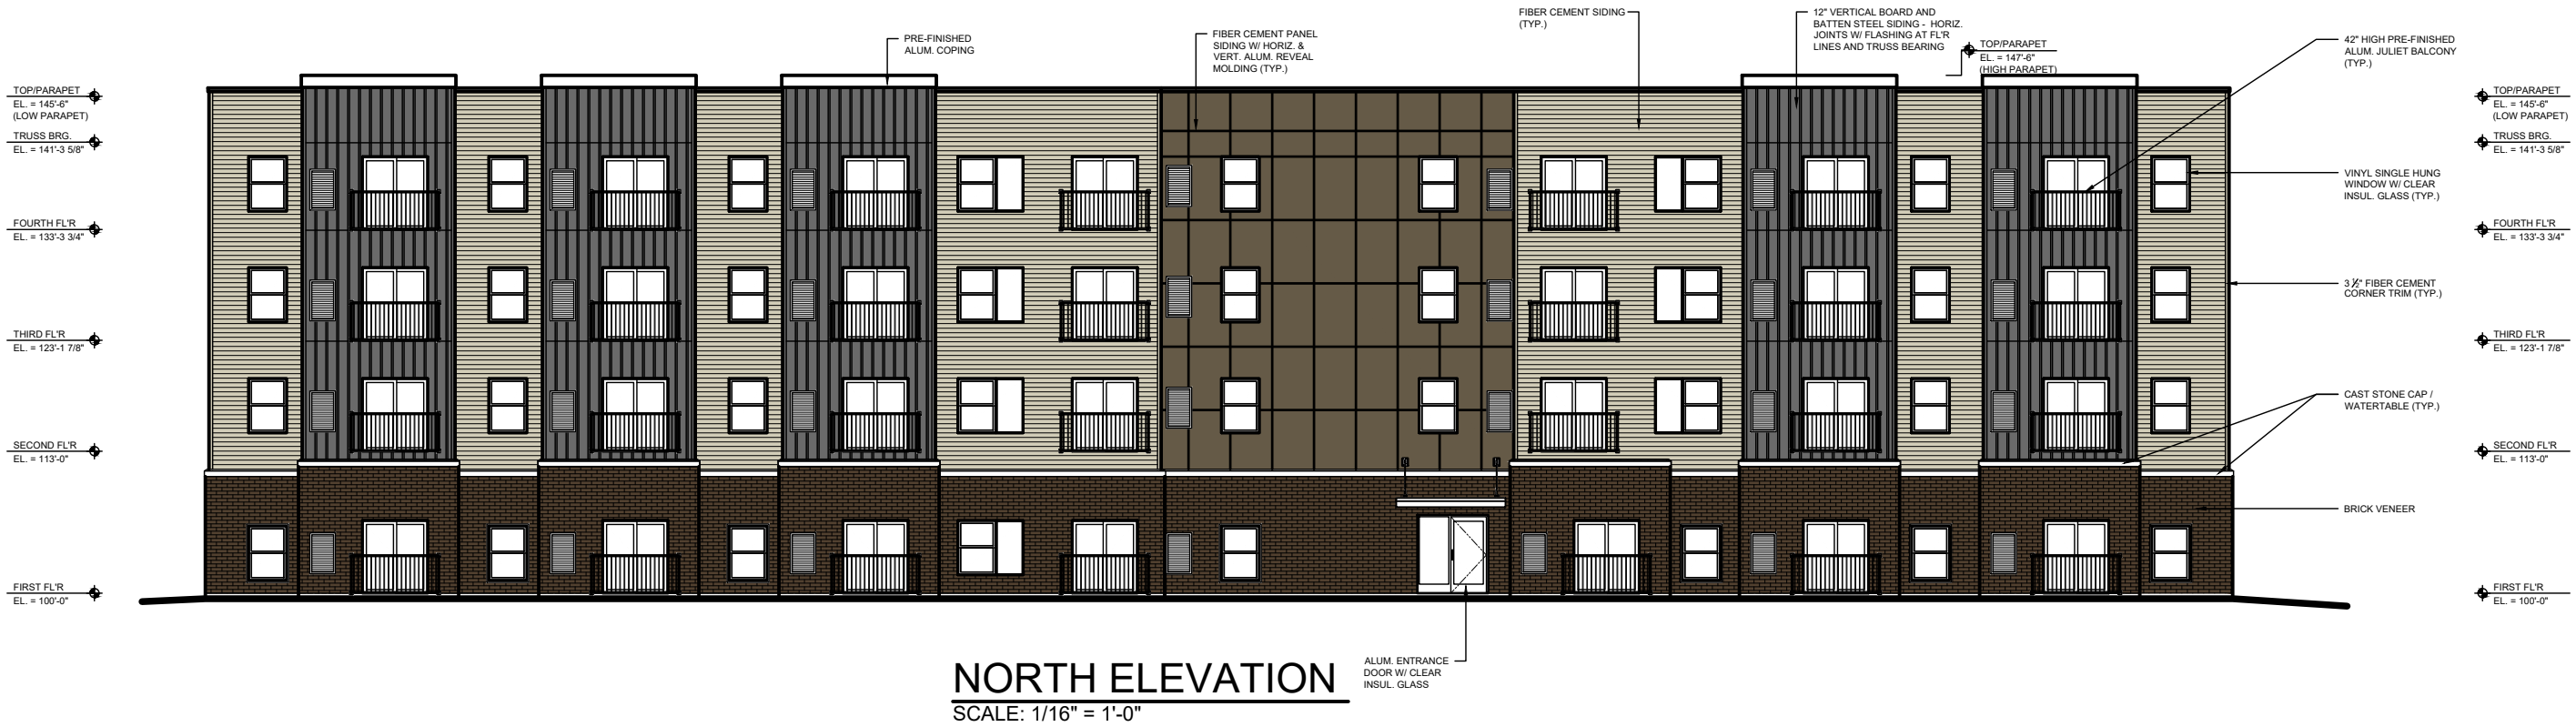 FIBER CEMENT SIDING
(TYP.)
12" VERTICAL BOARD AND
BATTEN STEEL SIDING - HORIZ.
JOINTS W/ FLASHING AT FL'R
LINES AND TRUSS BEARING
PRE-FINISHED
ALUM. COPING
FIBER CEMENT PANEL
SIDING W/ HORIZ. &
VERT. ALUM. REVEAL
MOLDING (TYP.)
TOP/PARAPET
EL. = 147'-6"
(HIGH PARAPET)
42" HIGH PRE-FINISHED
ALUM. JULIET BALCONY
(TYP.)
TOP/PARAPET
EL. = 145'-6"
(LOW PARAPET)
TRUSS BRG.
EL. = 141'-3 5/8"
FOURTH FL'R
EL. = 133'-3 3/4"
THIRD FL'R
EL. = 123'-1 7/8"
SECOND FL'R
EL. = 113'-0"
FIRST FL'R
EL. = 100'-0"
VINYL SINGLE HUNG
WINDOW W/ CLEAR
INSUL. GLASS (TYP.)
3 ½" FIBER CEMENT
CORNER TRIM (TYP.)
CAST STONE CAP /
WATERTABLE (TYP.)
BRICK VENEER
TOP/PARAPET
EL. = 145'-6"
(LOW PARAPET)
TRUSS BRG.
EL. = 141'-3 5/8"
FOURTH FL'R
EL. = 133'-3 3/4"
THIRD FL'R
EL. = 123'-1 7/8"
SECOND FL'R
EL. = 113'-0"
FIRST FL'R
EL. = 100'-0"
ALUM. ENTRANCE
DOOR W/ CLEAR
INSUL. GLASS
NORTH ELEVATION
SCALE: 1/16" = 1'-0"